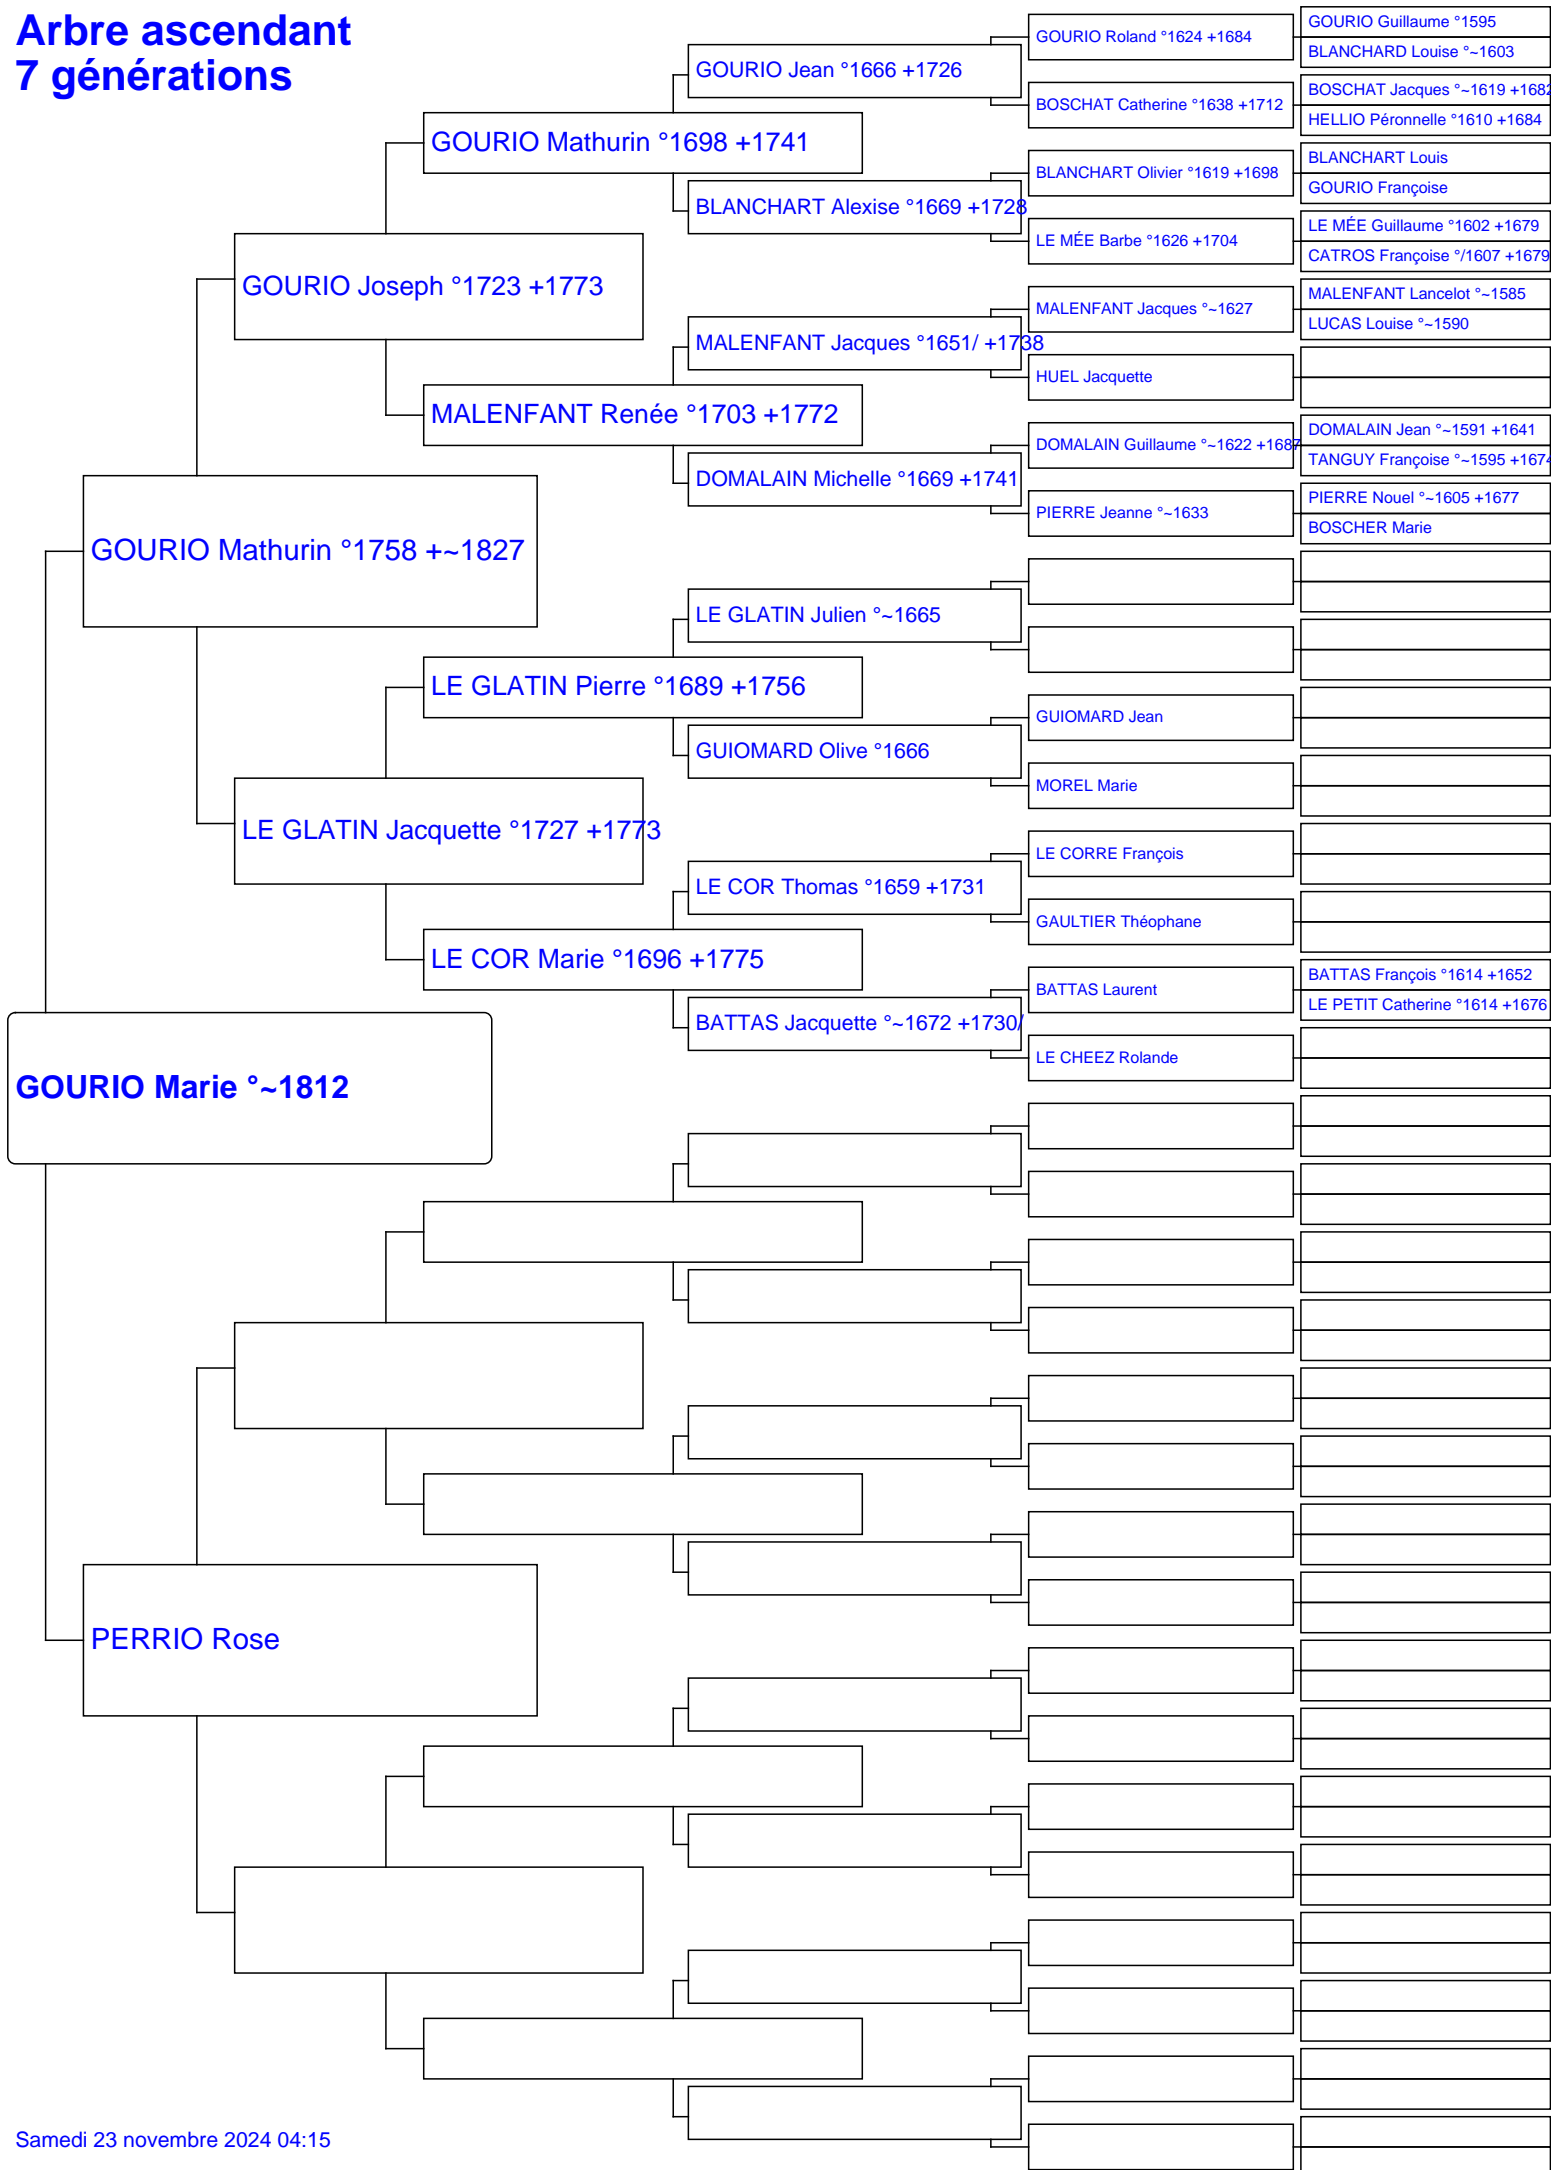 Arbre ascendant
7 générations
GOURIO Marie °~1812
GOURIO Mathurin °1758 +~1827
PERRIO Rose
GOURIO Joseph °1723 +1773
LE GLATIN Jacquette °1727 +1773
GOURIO Mathurin °1698 +1741
MALENFANT Renée °1703 +1772
LE GLATIN Pierre °1689 +1756
LE COR Marie °1696 +1775
GOURIO Jean °1666 +1726
BLANCHART Alexise °1669 +1728
MALENFANT Jacques °1651/ +1738
DOMALAIN Michelle °1669 +1741
LE GLATIN Julien °~1665
GUIOMARD Olive °1666
LE COR Thomas °1659 +1731
BATTAS Jacquette °~1672 +1730/
GOURIO Roland °1624 +1684
BOSCHAT Catherine °1638 +1712
BLANCHART Olivier °1619 +1698
LE MÉE Barbe °1626 +1704
MALENFANT Jacques °~1627
HUEL Jacquette
DOMALAIN Guillaume °~1622 +1687
PIERRE Jeanne °~1633
GUIOMARD Jean
MOREL Marie
LE CORRE François
GAULTIER Théophane
BATTAS Laurent
LE CHEEZ Rolande
GOURIO Guillaume °1595
BLANCHARD Louise °~1603
BOSCHAT Jacques °~1619 +1682
HELLIO Péronnelle °1610 +1684
BLANCHART Louis
GOURIO Françoise
LE MÉE Guillaume °1602 +1679
CATROS Françoise °/1607 +1679
MALENFANT Lancelot °~1585
LUCAS Louise °~1590
DOMALAIN Jean °~1591 +1641
TANGUY Françoise °~1595 +1674
PIERRE Nouel °~1605 +1677
BOSCHER Marie
BATTAS François °1614 +1652
LE PETIT Catherine °1614 +1676
Samedi 23 novembre 2024 04:15